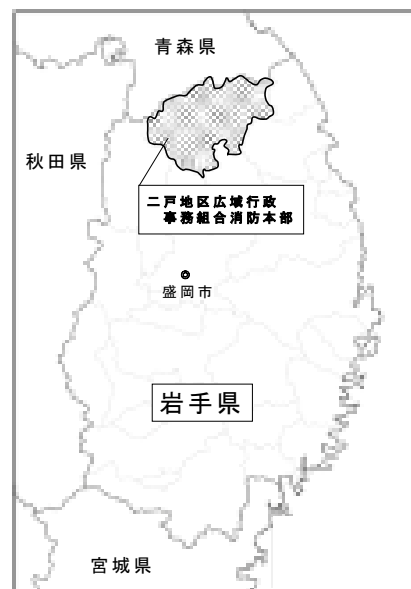 青森県
秋田県
二戸地区広域行政
事務組合消防本部
盛岡市
岩手県
宮城県